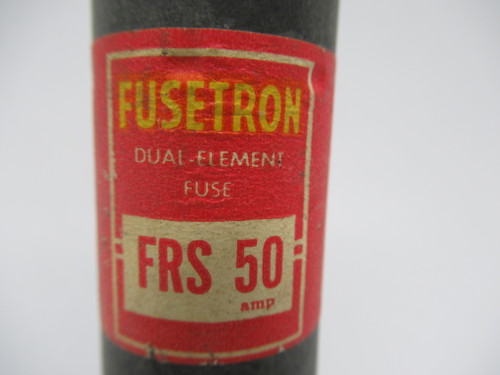 FUSETRON
DUAL-ELEMENT
FUSE
FRS 50
amp